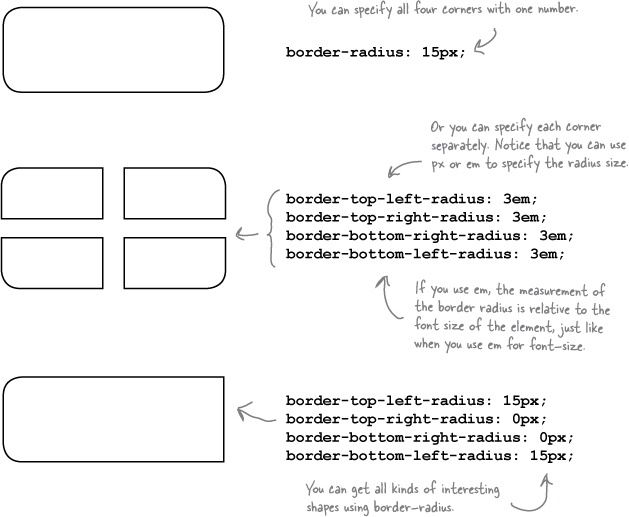 You can specify all four corners with one number.
border-radius: 15px;
Or you can specify each corner
separately. Notice that you can use
px or em to specify the radius size.
border-top-left-radius: 3em;
border-top-right-radius: 3em;
border-bottom-right-radius: 3em;
border-bottom-left-radius: 3em;
If you use em, the measurement of
the border radius is relative to the
font size of the element, just like
when you use em for font-size.
border-top-left-radius: 15px;
border-top-right-radius: 0px;
border-bottom-right-radius: 0px;
border-bottom-left-radius: 15px;
You can get all kinds of interesting
shapes using border-radius.